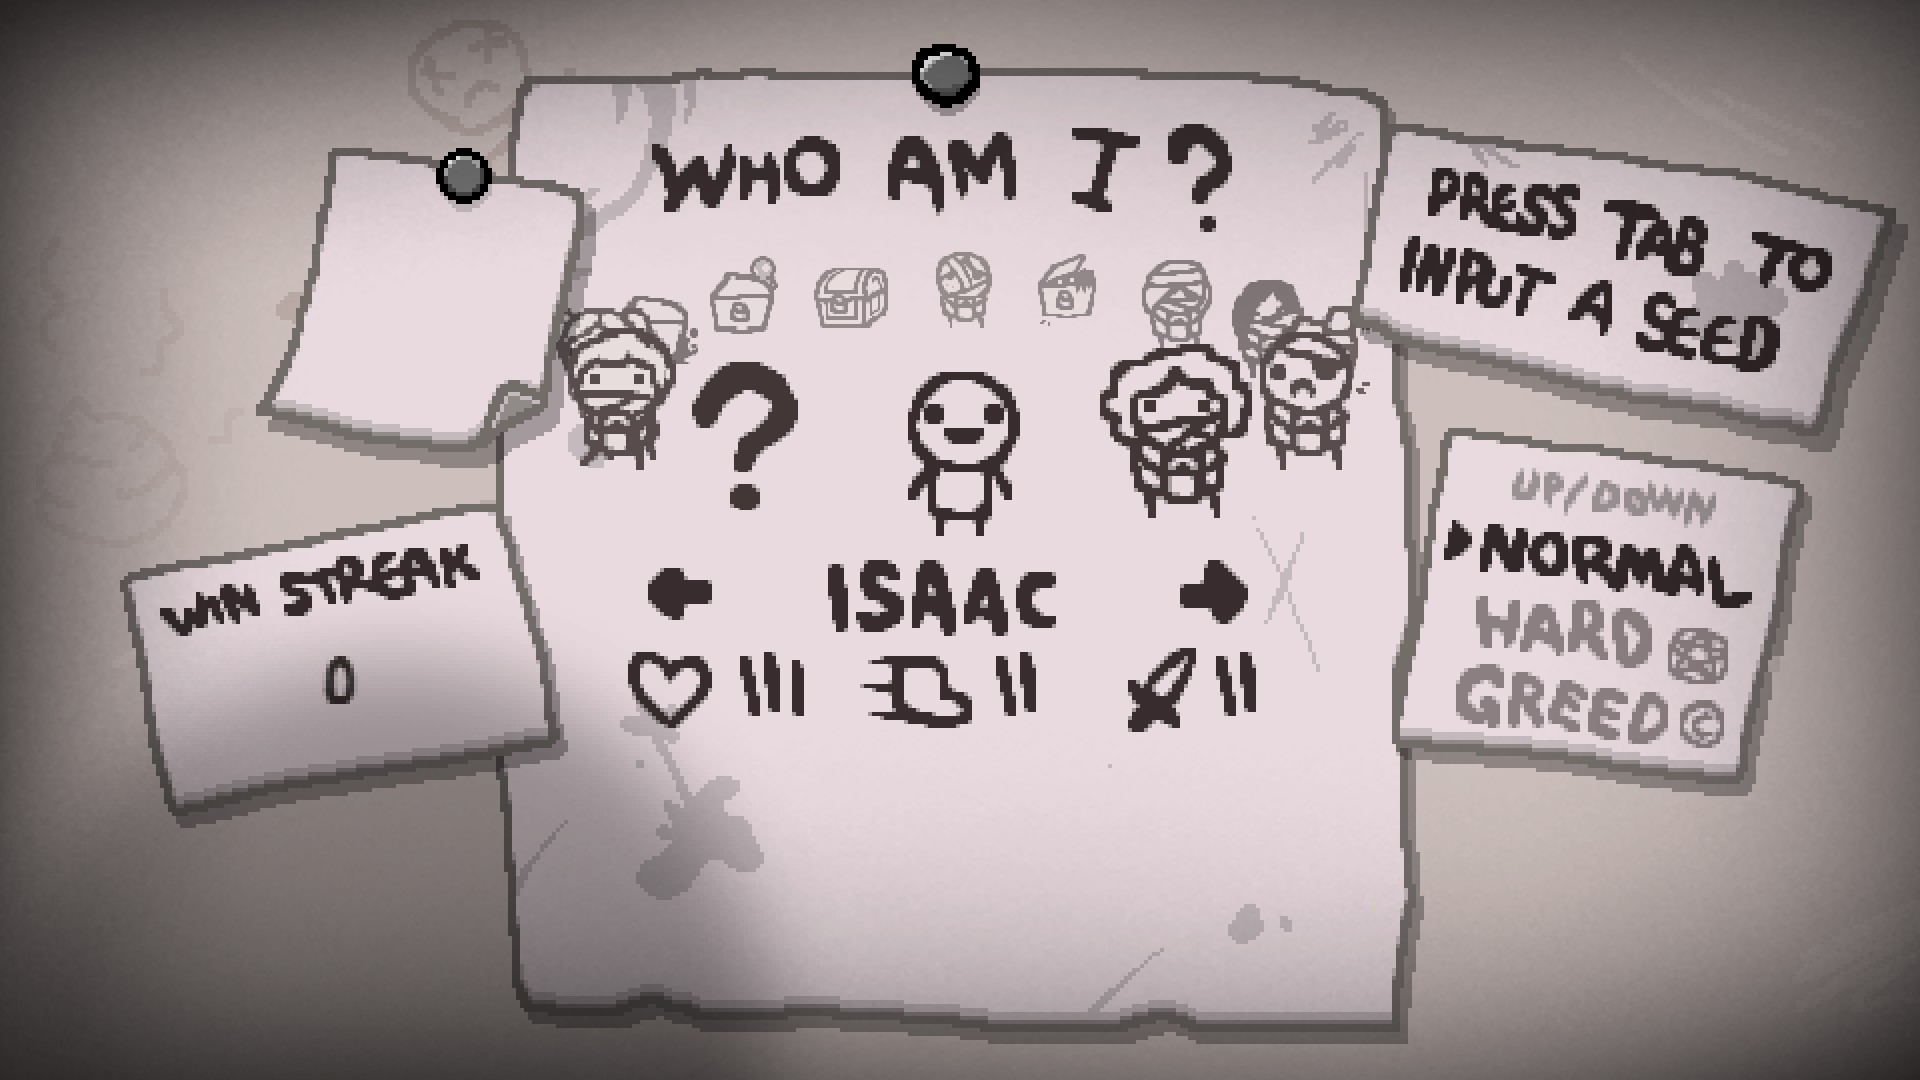 WHO AM I?
PRESS TAB TO
INPUT A SEED
?
WIN STREAK
0
ISAAC
UP/DOWN
NORMAL
HARD
GREED ©